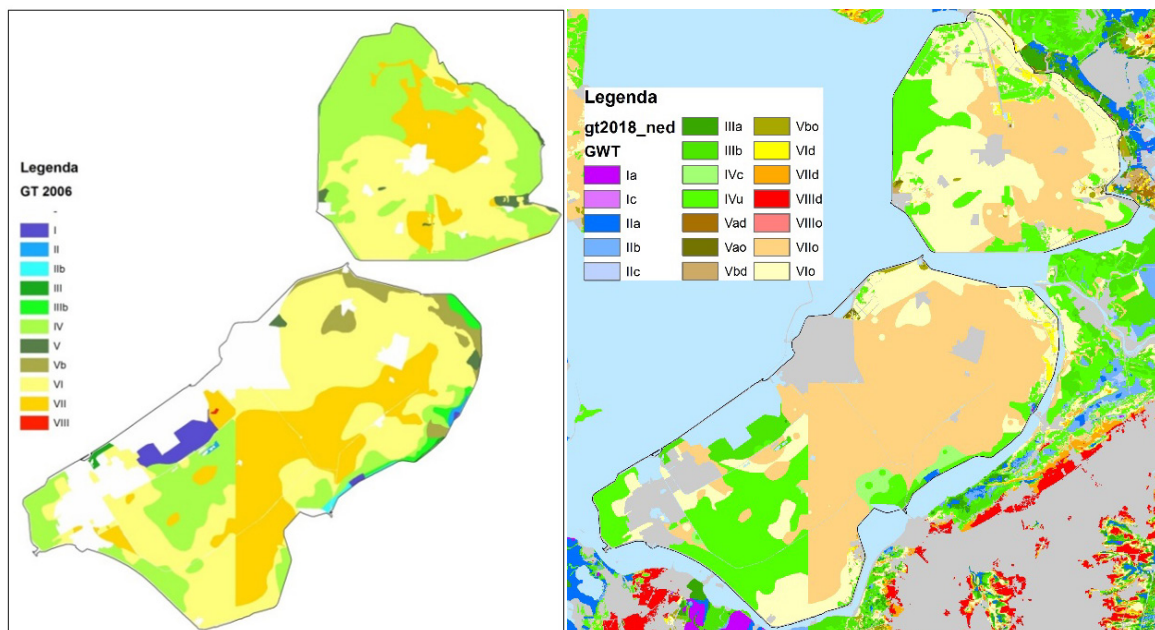 Legenda
GT 2006
-
I
II
IIb
III
IIIb
IV
V
Vb
VI
VII
VIII
Legenda
gt2018_ned
GWT
Ia
Ic
IIa
IIb
IIc
IIIa
IIIb
IVc
IVu
Vad
Vao
Vbd
Vbo
VId
VIId
VIIId
VIIIo
VIIo
VIo